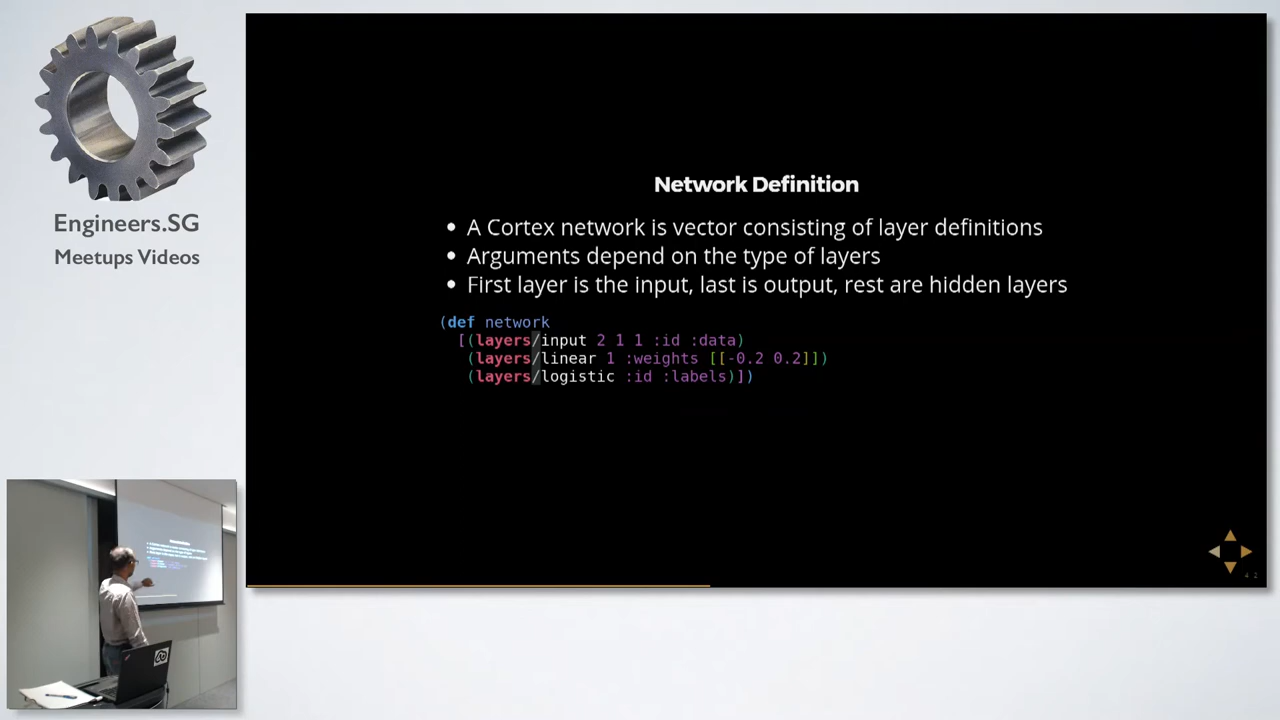 Engineers.SG
Meetups Videos
Network Definition
• A Cortex network is vector consisting of layer definitions
• Arguments depend on the type of layers
• First layer is the input, last is output, rest are hidden layers
(def network
[(layers/input 2 1 1 :id :data)
(layers/linear 1 :weights [[-0.2 0.2]])
(layers/logistic :id :labels)])
4 2